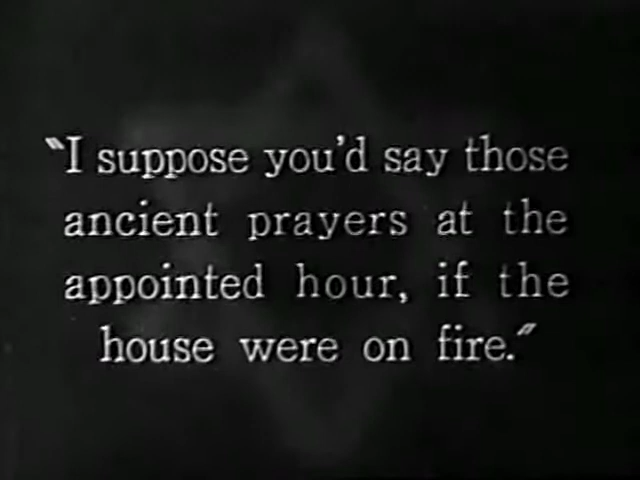 "I suppose you'd say those
ancient prayers at the
appointed hour, if the
house were on fire."